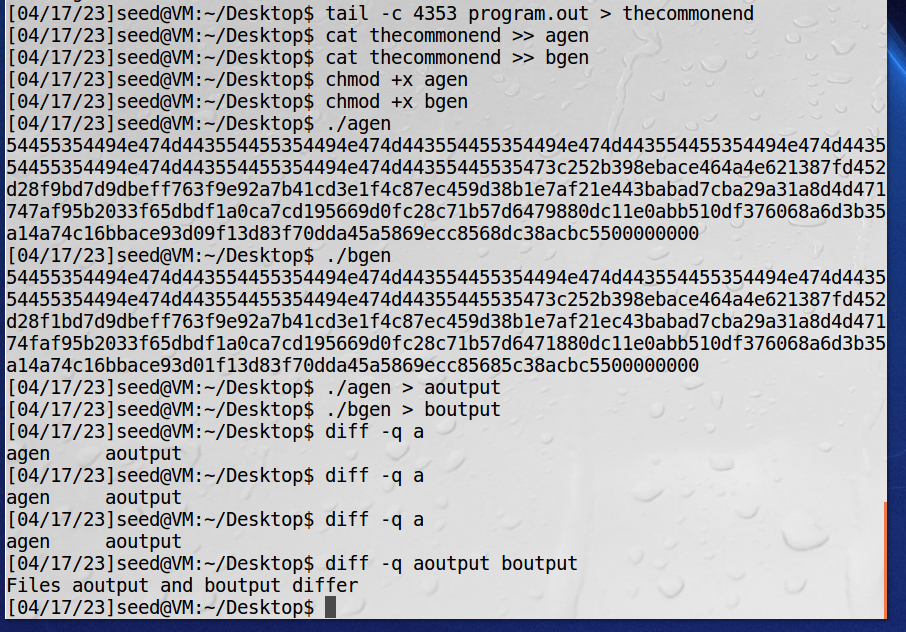 [04/17/23]seed@VM:~/Desktop$ tail -c 4353 program.out > thecommonend
[04/17/23]seed@VM:~/Desktop$ cat thecommonend >> agen
[04/17/23]seed@VM:~/Desktop$ cat thecommonend >> bgen
[04/17/23]seed@VM:~/Desktop$ chmod +x agen
[04/17/23]seed@VM:~/Desktop$ chmod +x bgen
[04/17/23]seed@VM:~/Desktop$ ./agen
54455354494e474d443554455354494e474d443554455354494e474d443554455354494e474d4435
54455354494e474d443554455354494e474d44355445535473c252b398ebace464a4e621387fd452
d28f9bd7d9dbeff763f9e92a7b41cd3e1f4c87ec459d38b1e7af21e443babad7cba29a31a8d4d471
747af95b2033f65dbdf1a0ca7cd195669d0fc28c71b57d6479880dc11e0abb510df376068a6d3b35
a14a74c16bbace93d09f13d83f70dda45a5869ecc8568dc38acbc5500000000
[04/17/23]seed@VM:~/Desktop$ ./bgen
54455354494e474d443554455354494e474d443554455354494e474d443554455354494e474d4435
54455354494e474d443554455354494e474d44355445535473c252b398ebace464a4e621387fd452
d28f1bd7d9dbeff763f9e92a7b41cd3e1f4c87ec459d38b1e7af21ec43babad7cba29a31a8d4d471
74faf95b2033f65dbdf1a0ca7cd195669d0fc28c71b57d6471880dc11e0abb510df376068a6d3b35
a14a74c16bbace93d01f13d83f70dda45a5869ecc85685c38acbc5500000000
[04/17/23]seed@VM:~/Desktop$ ./agen > aoutput
[04/17/23]seed@VM:~/Desktop$ ./bgen > boutput
[04/17/23]seed@VM:~/Desktop$ diff -q a
agen aoutput
[04/17/23]seed@VM:~/Desktop$ diff -q a
agen aoutput
[04/17/23]seed@VM:~/Desktop$ diff -q a
agen aoutput
[04/17/23]seed@VM:~/Desktop$ diff -q aoutput boutput
Files aoutput and boutput differ
[04/17/23]seed@VM:~/Desktop$